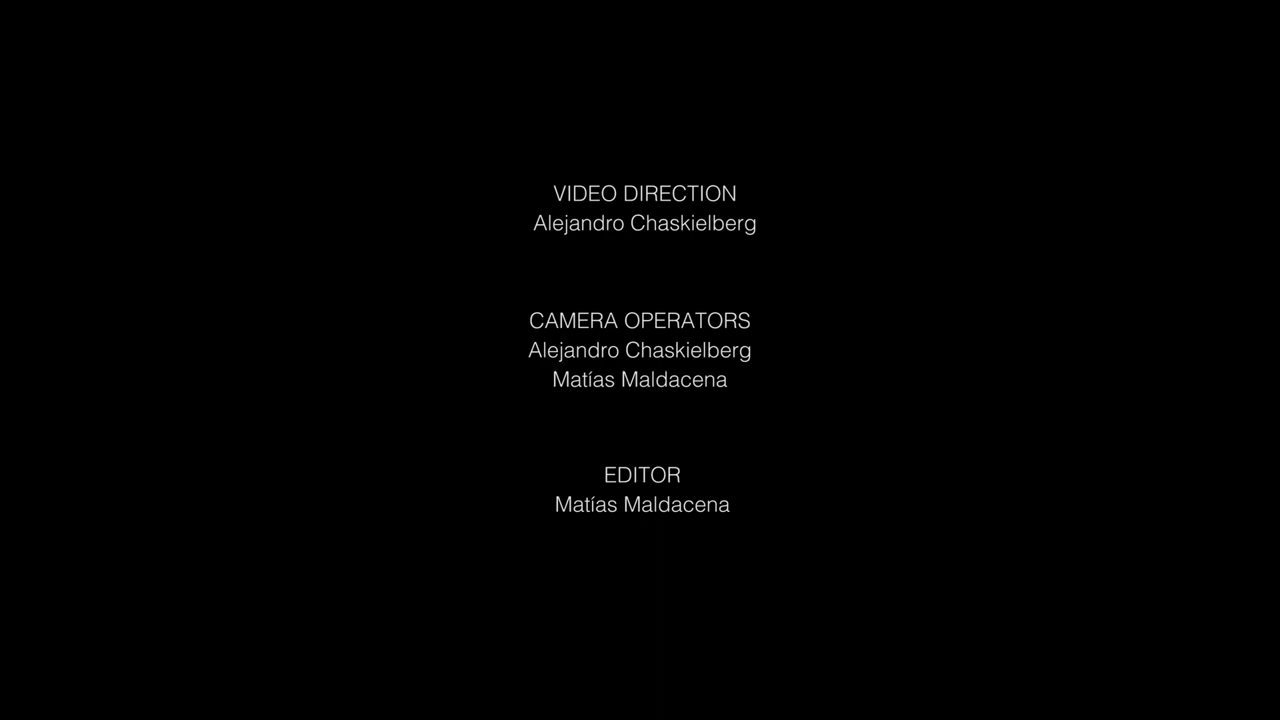 VIDEO DIRECTION
Alejandro Chaskielberg
CAMERA OPERATORS
Alejandro Chaskielberg
Matías Maldacena
EDITOR
Matías Maldacena